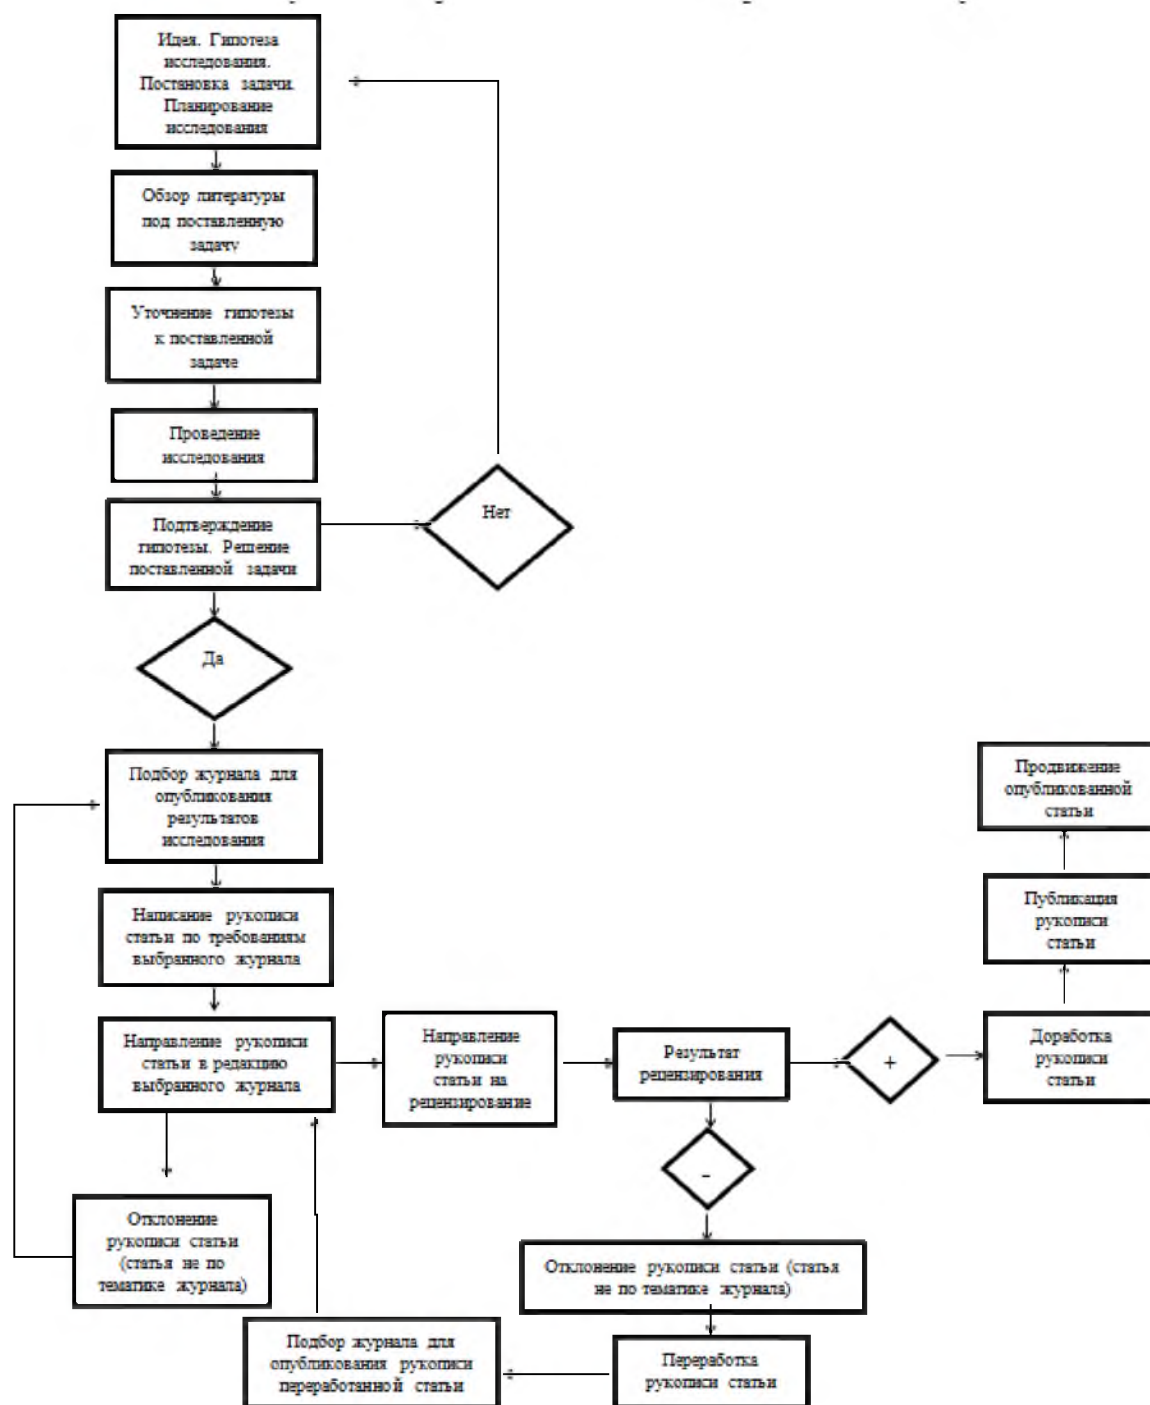 Идея. Гипотеза
исследования.
Постановка задачи.
Планирование
исследования
Обзор литературы
под поставленную
задачу
Уточнение гипотезы
к поставленной
задаче
Проведение
исследования
Подтверждение
гипотезы. Решение
поставленной задачи
Нет
Да
Подбор журнала для
опубликования
результатов
исследования
Написание рукописи
статьи по требованиям
выбранного журнала
Направление рукописи
статьи в редакцию
выбранного журнала
Направление
рукописи
статьи на
рецензирование
Результат
рецензирования
+
Доработка
рукописи
статьи
Публикация
рукописи
статьи
Продвижение
опубликованной
статьи
-
Отклонение
рукописи статьи
(статья не по
тематике журнала)
Отклонение рукописи статьи (статья
не по тематике журнала)
Переработка
рукописи статьи
Подбор журнала для
опубликования рукописи
переработанной статьи